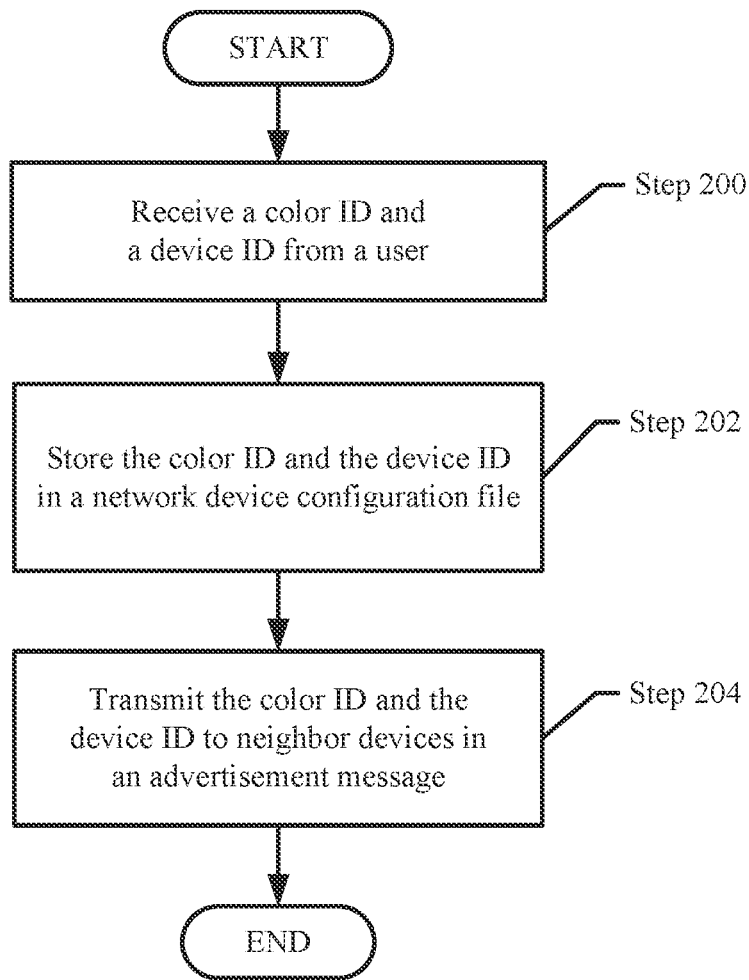 START
Receive a color ID and
a device ID from a user
Step 200
Store the color ID and the device ID
in a network device configuration file
Step 202
Transmit the color ID and the
device ID to neighbor devices in
an advertisement message
Step 204
END